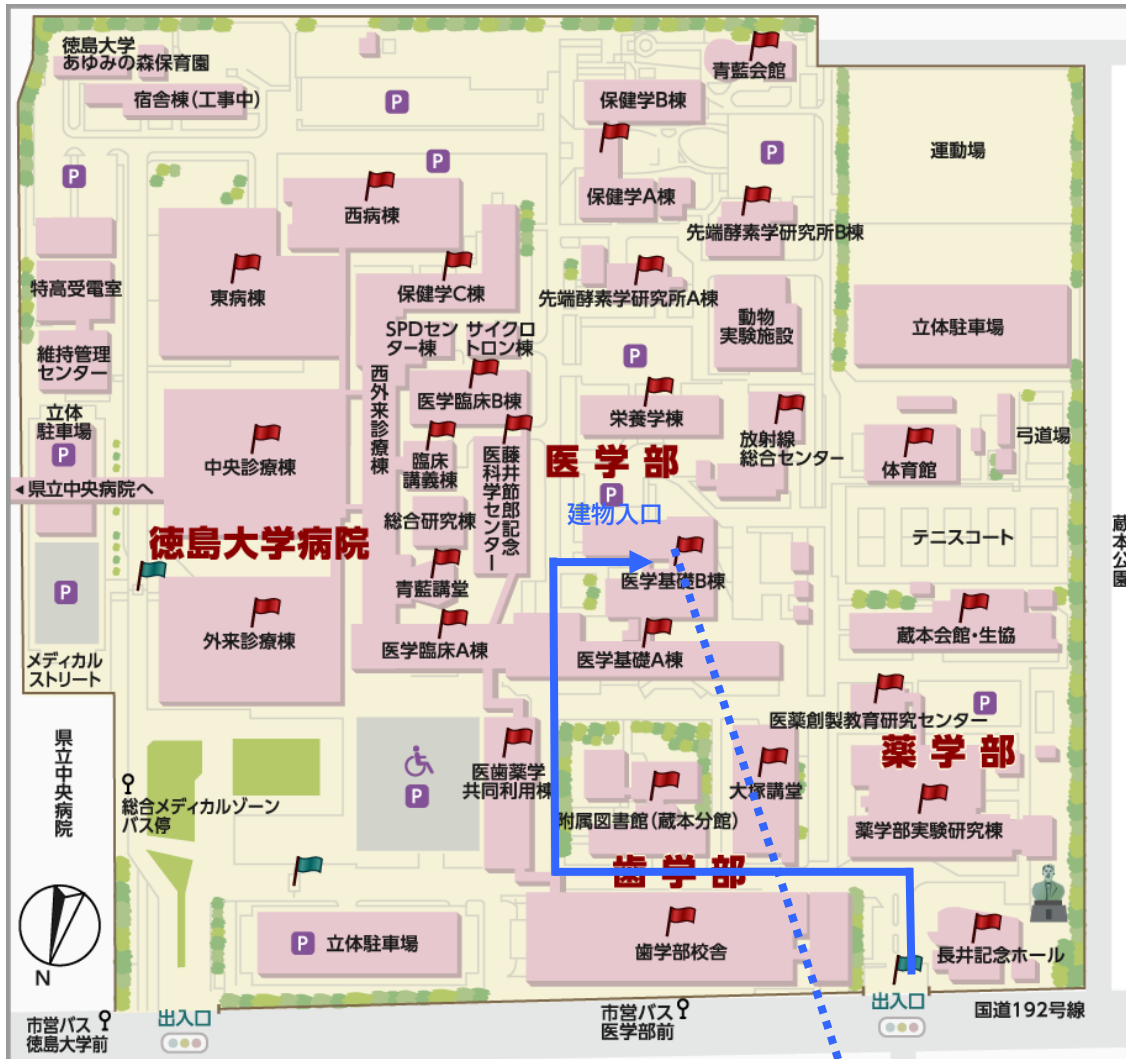 徳島大学
あゆみの森保育園
宿舎棟(工事中)
P
P
P
P
青藍会館
保健学B棟
保健学A棟
運動場
先端酵素学研究所B棟
西病棟
東病棟
保健学C棟
先端酵素学研究所A棟
特高受電室
維持管理
センター
SPDセン
ター棟
サイクロ
トロン棟
動物
実験施設
立体駐車場
P
西外来診療棟
医学臨床B棟
栄養学棟
立体
駐車場
P
中央診療棟
臨床
講義棟
藤井節郎記念
医科学センター
医学部
放射線
総合センター
体育館
弓道場
県立中央病院へ
P
建物入口
総合研究棟
徳島大学病院
テニスコート
蔵本公園
P
青藍講堂
医学基礎B棟
外来診療棟
医学臨床A棟
医学基礎A棟
蔵本会館・生協
メディカル
ストリート
医薬創製教育研究センター
P
薬学部
県立中央病院
P
医歯薬学
共同利用棟
大塚講堂
総合メディカルゾーン
バス停
附属図書館(蔵本分館)
薬学部実験研究棟
歯学部
P
立体駐車場
歯学部校舎
長井記念ホール
N
市営バス
徳島大学前
出入口
市営バス
医学部前
出入口
国道192号線